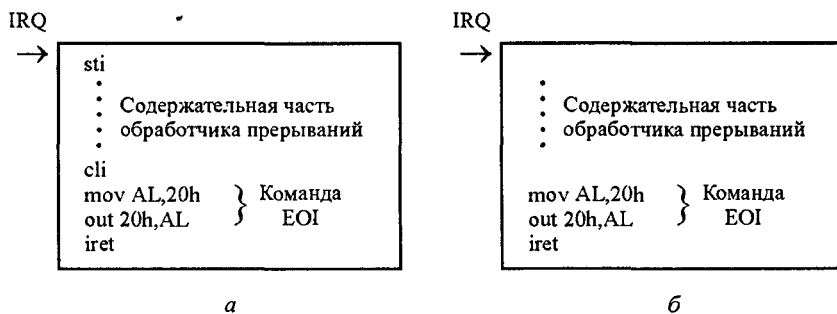 IRQ
sti
Содержательная часть
обработчика прерываний
cli
mov AL,20h } Команда
out 20h,AL EOI
iret
а
IRQ
Содержательная часть
обработчика прерываний
mov AL,20h } Команда
out 20h,AL EOI
iret
б